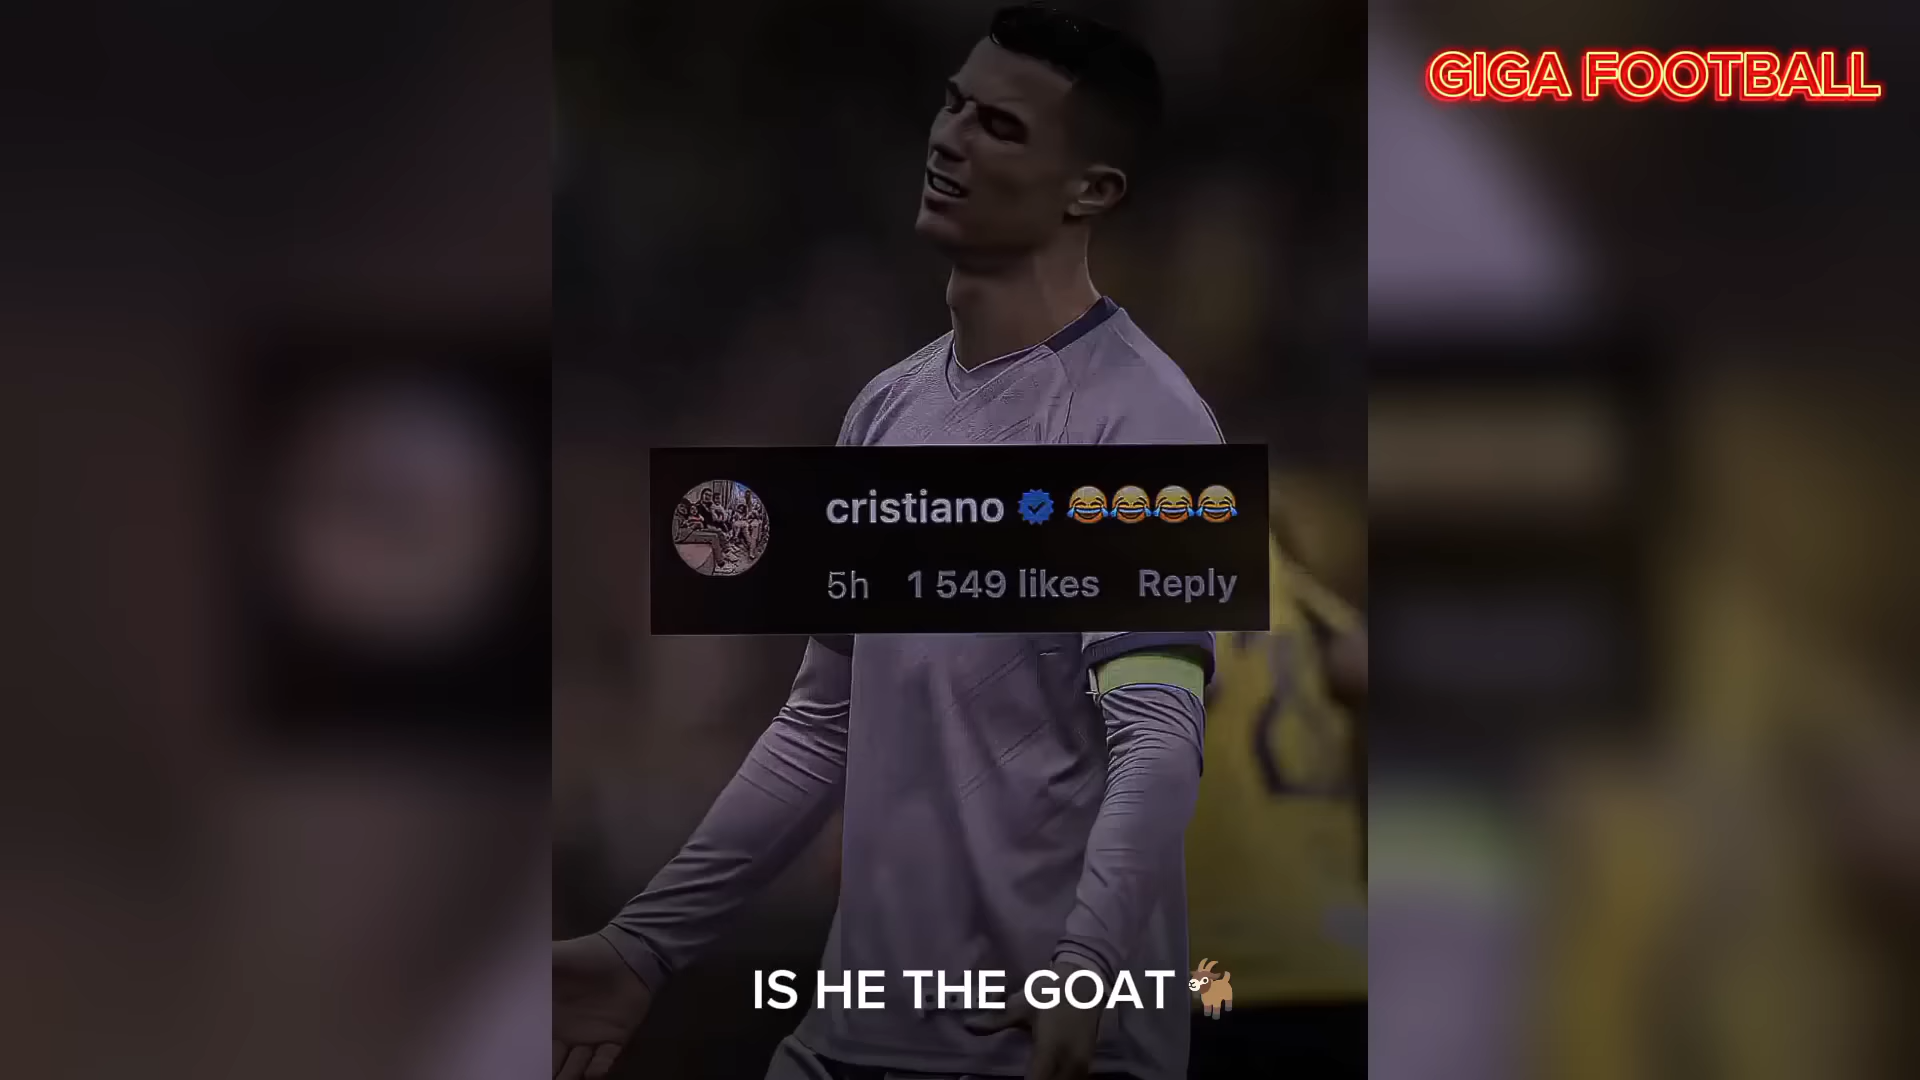 GIGA FOOTBALL
cristiano 😂😂😂😂
5h 1 549 likes Reply
IS HE THE GOAT 🐐